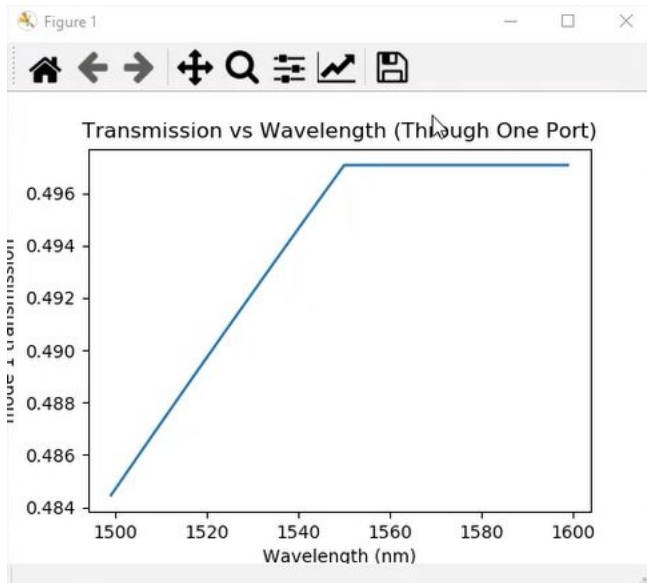 Figure 1
Transmission vs Wavelength (Through One Port)
0.496
0.494
0.492
0.490
0.488
0.486
0.484
mode 1 transmission
1500 1520 1540 1560 1580 1600
Wavelength (nm)